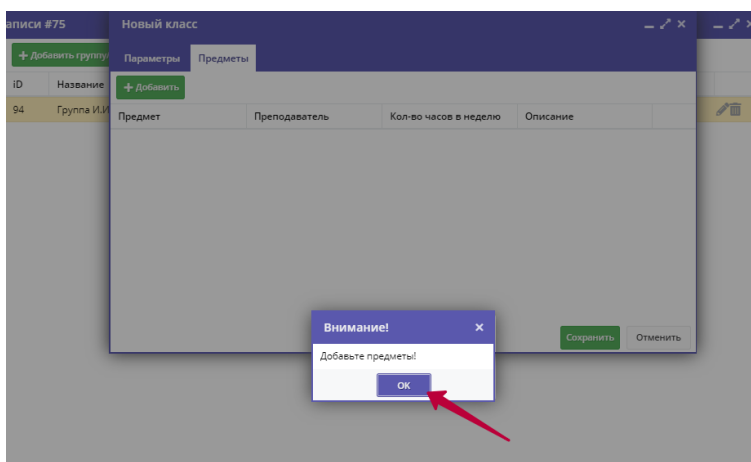 аписи #75
Новый класс
+ Добавить группу
Параметры
Предметы
iD
Название
+ Добавить
94
Группа И.И
Предмет
Преподаватель
Кол-во часов в неделю
Описание
Внимание!
Добавьте предметы!
ОК
Сохранить
Отменить